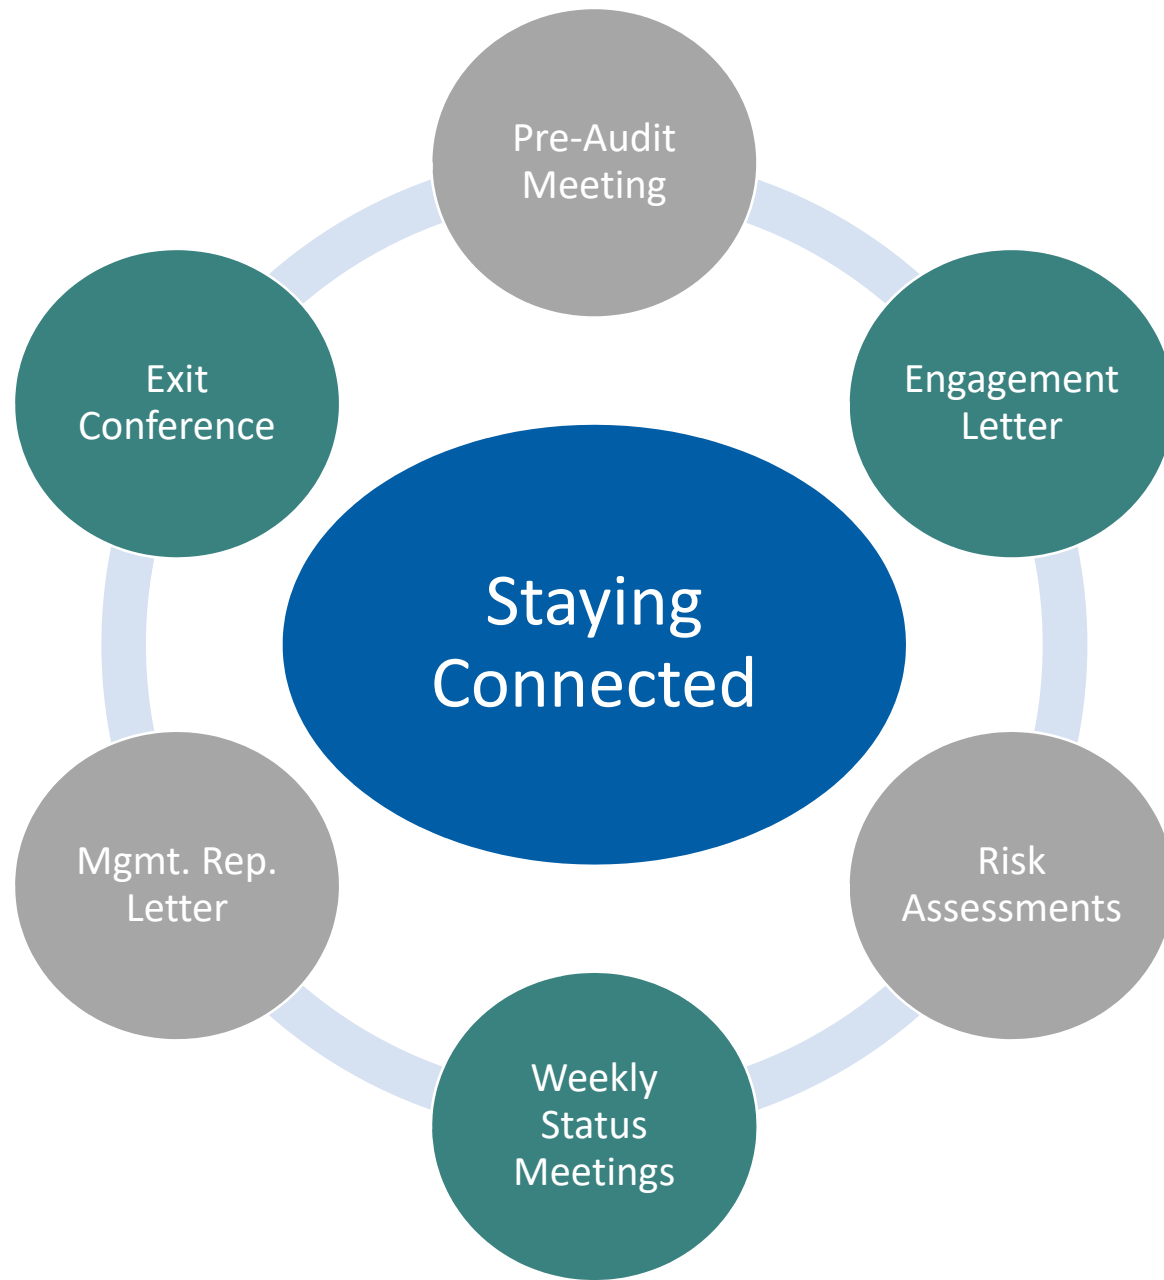 Pre-Audit
Meeting
Engagement
Letter
Risk
Assessments
Weekly
Status
Meetings
Mgmt. Rep.
Letter
Exit
Conference
Staying
Connected